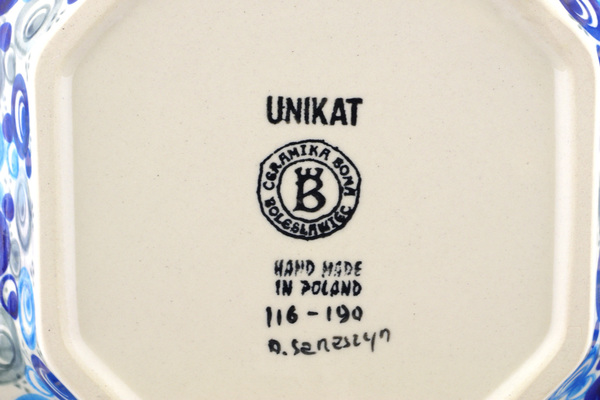 UNIKAT
CERAMIKA BONA
B
BOLESŁAWIEC
HAND MADE
IN POLAND
116-190